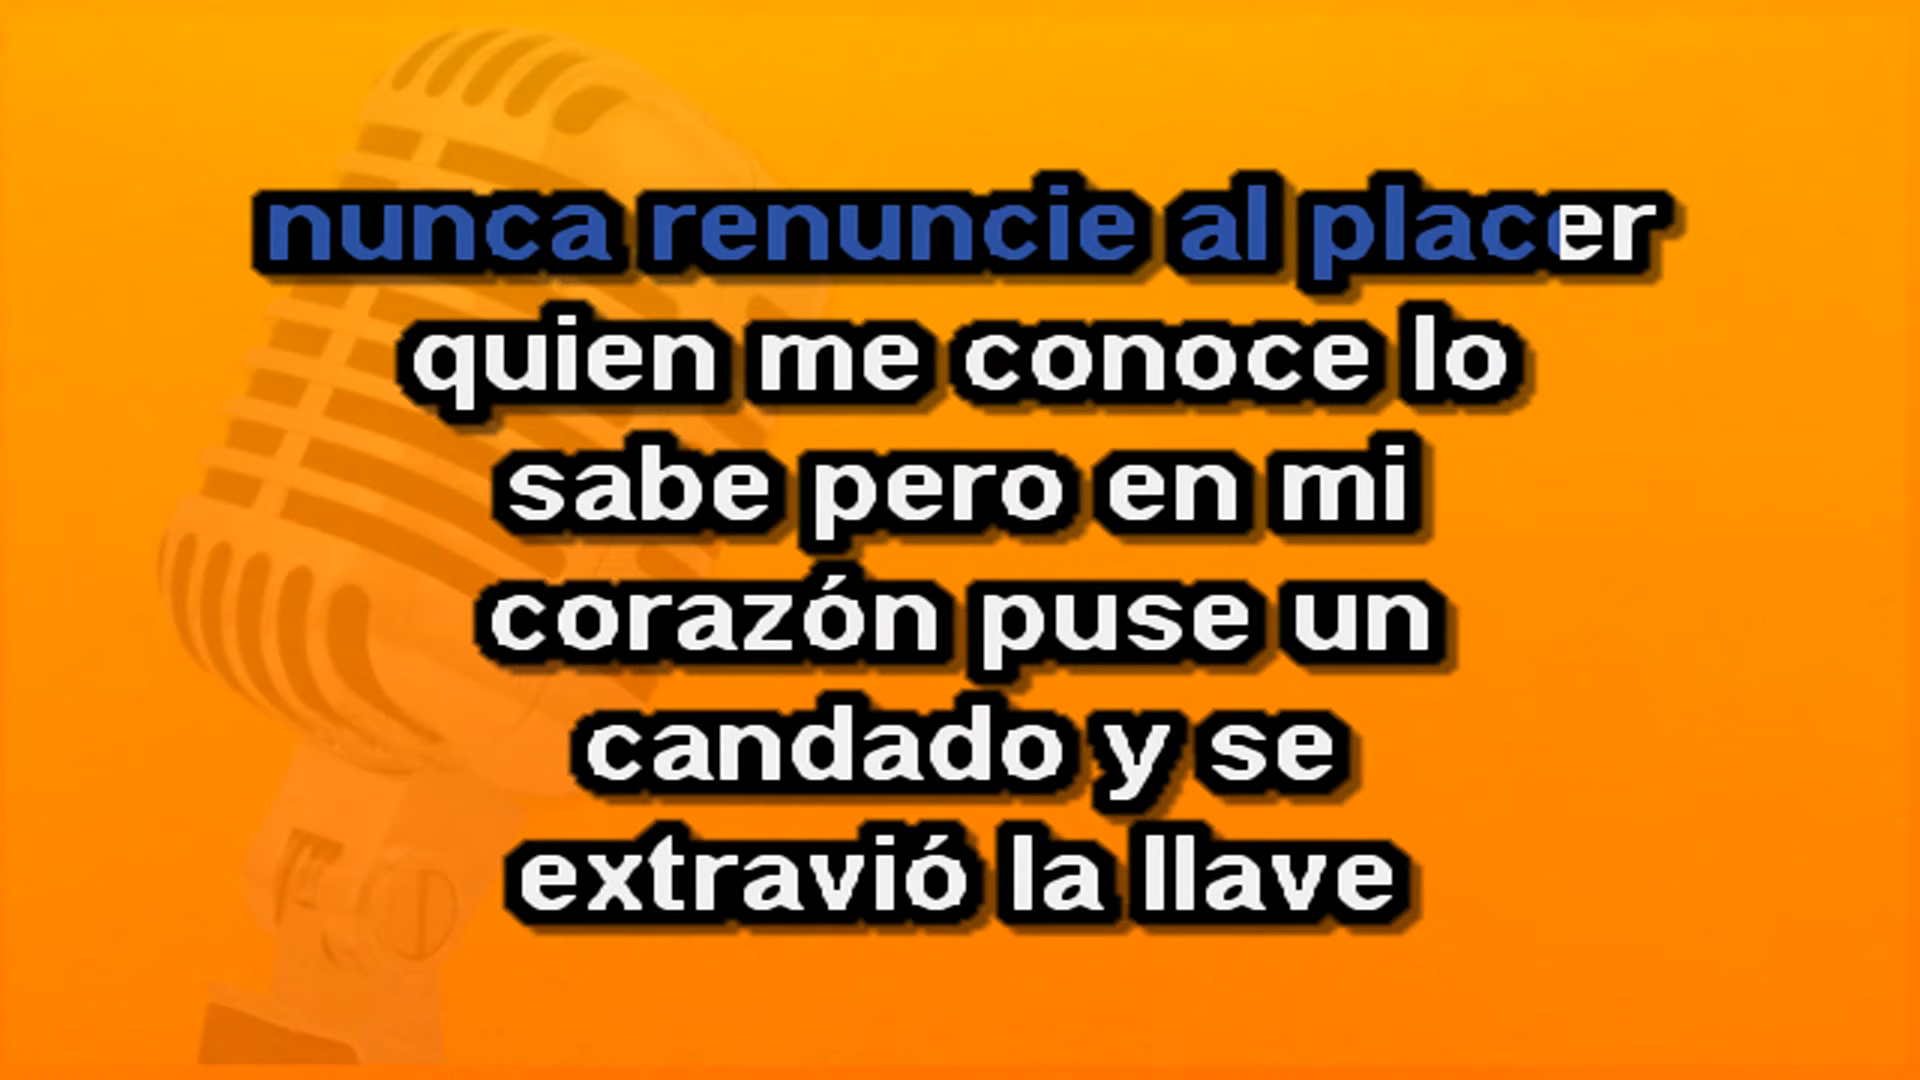 nunca renuncie al placer
quien me conoce lo
sabe pero en mi
corazón puse un
candado y se
extravió la llave